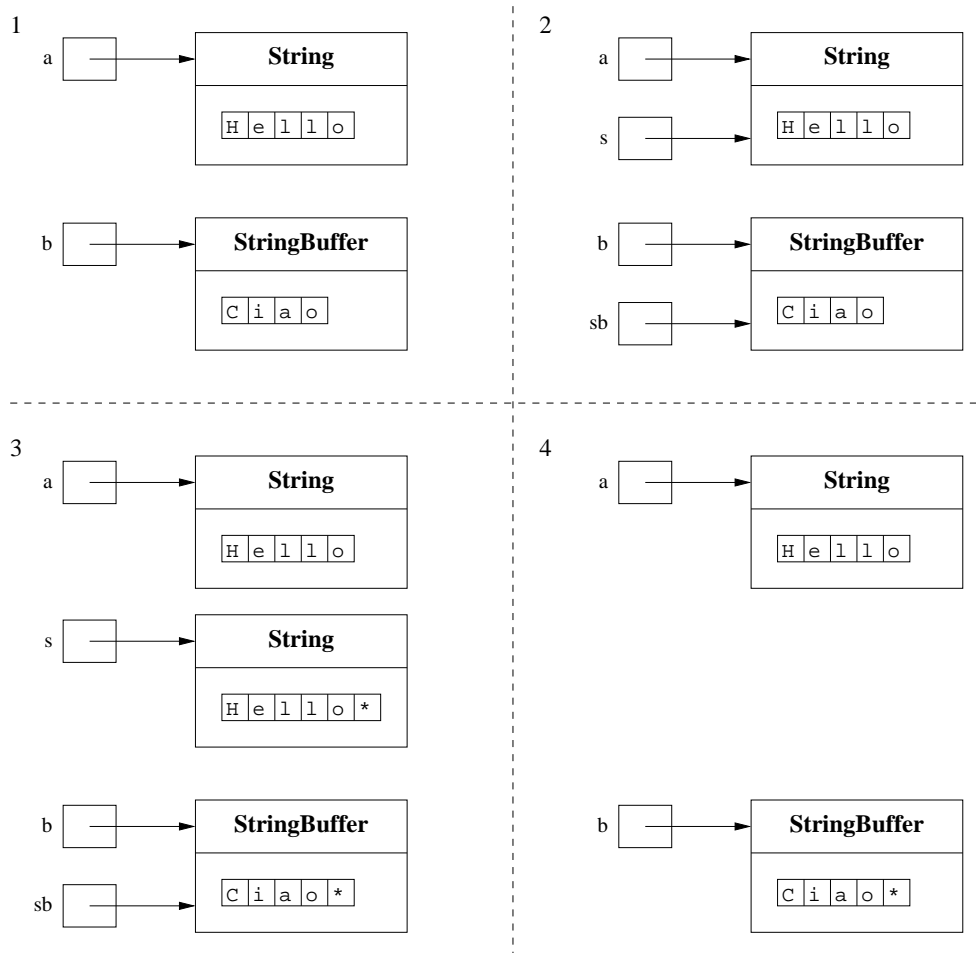 1
a
String
H e l l o
b
StringBuffer
C i a o
2
a
String
s
H e l l o
b
StringBuffer
sb
C i a o
3
a
String
H e l l o
s
String
H e l l o *
b
StringBuffer
sb
C i a o *
4
a
String
H e l l o
b
StringBuffer
C i a o *